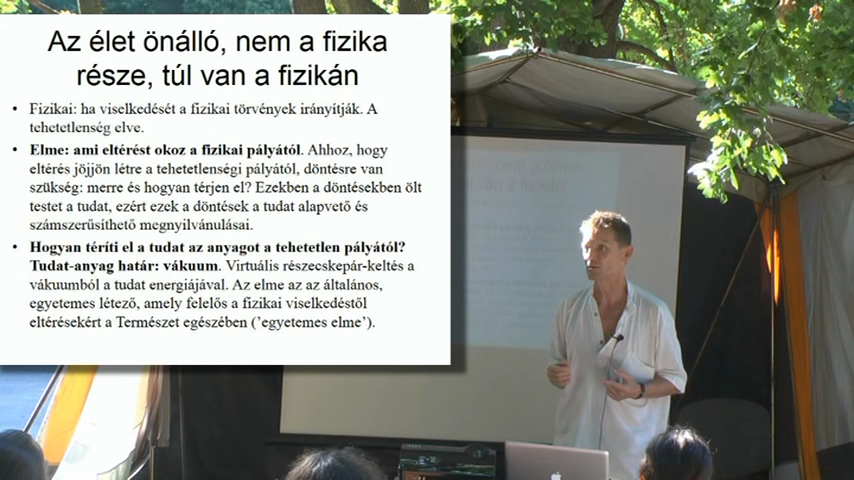 Az élet önálló, nem a fizika
része, túl van a fizikán
• Fizikai: ha viselkedését a fizikai törvények irányítják. A
tehetetlenség elve.
• Elme: ami eltérést okoz a fizikai pályától. Ahhoz, hogy
eltérés jöjjön létre a tehetetlenségi pályától, döntésre van
szükség: merre és hogyan térjen el? Ezekben a döntésekben ölt
testet a tudat, ezért ezek a döntések a tudat alapvető és
számszerűsíthető megnyilvánulásai.
• Hogyan téríti el a tudat az anyagot a tehetetlen pályától?
Tudat-anyag határ: vákuum. Virtuális részecskepár-keltés a
vákuumból a tudat energiájával. Az elme az az általános,
egyetemes létező, amely felelős a fizikai viselkedéstől
eltérésekért a Természet egészében ('egyetemes elme').